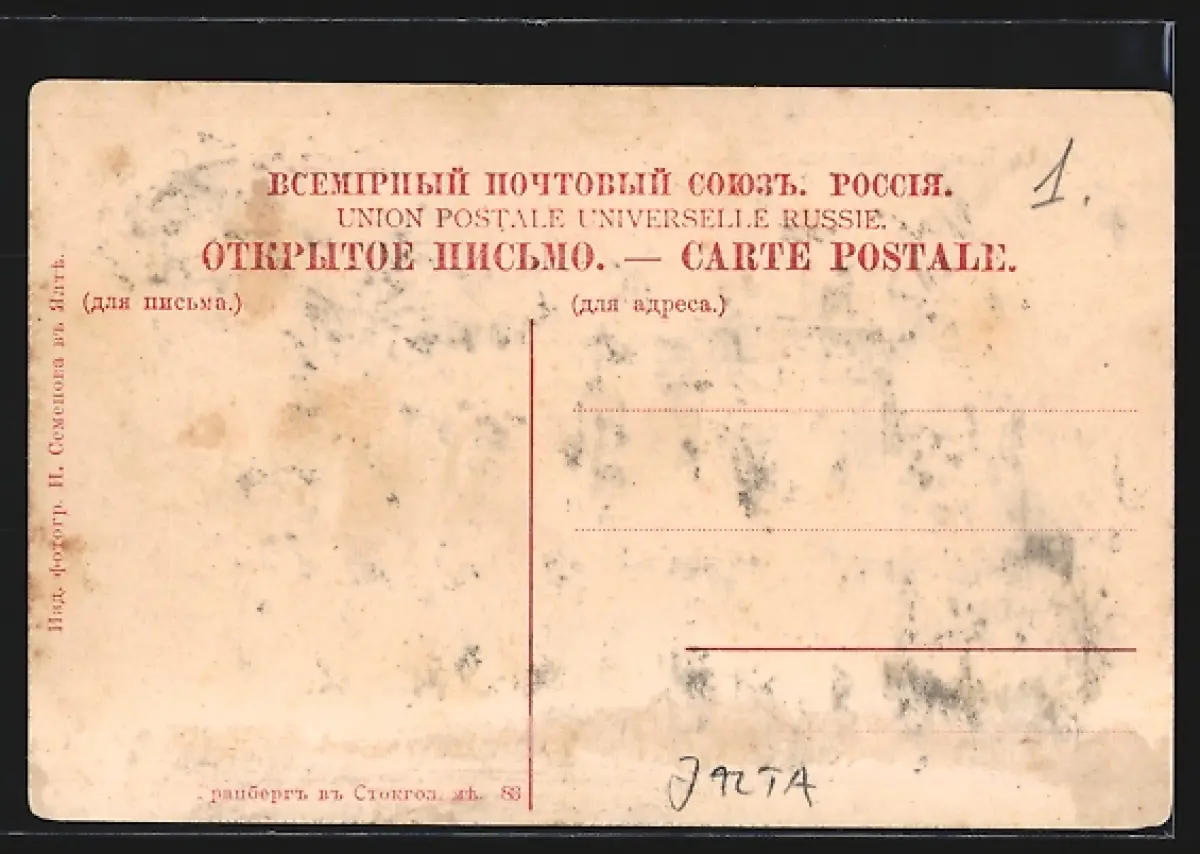 ВСЕМІРНЫЙ ПОЧТОВЫЙ СОЮЗЪ. РОССІЯ.
UNION POSTALE UNIVERSELLE RUSSIE.
ОТКРЫТОЕ ПИСЬМО. — CARTE POSTALE.
(для письма.)
(для адреса.)
1.
Изд. фотогр. И. Семенова въ Ялтѣ.
ранбергъ въ Стокгол мѣ. 83